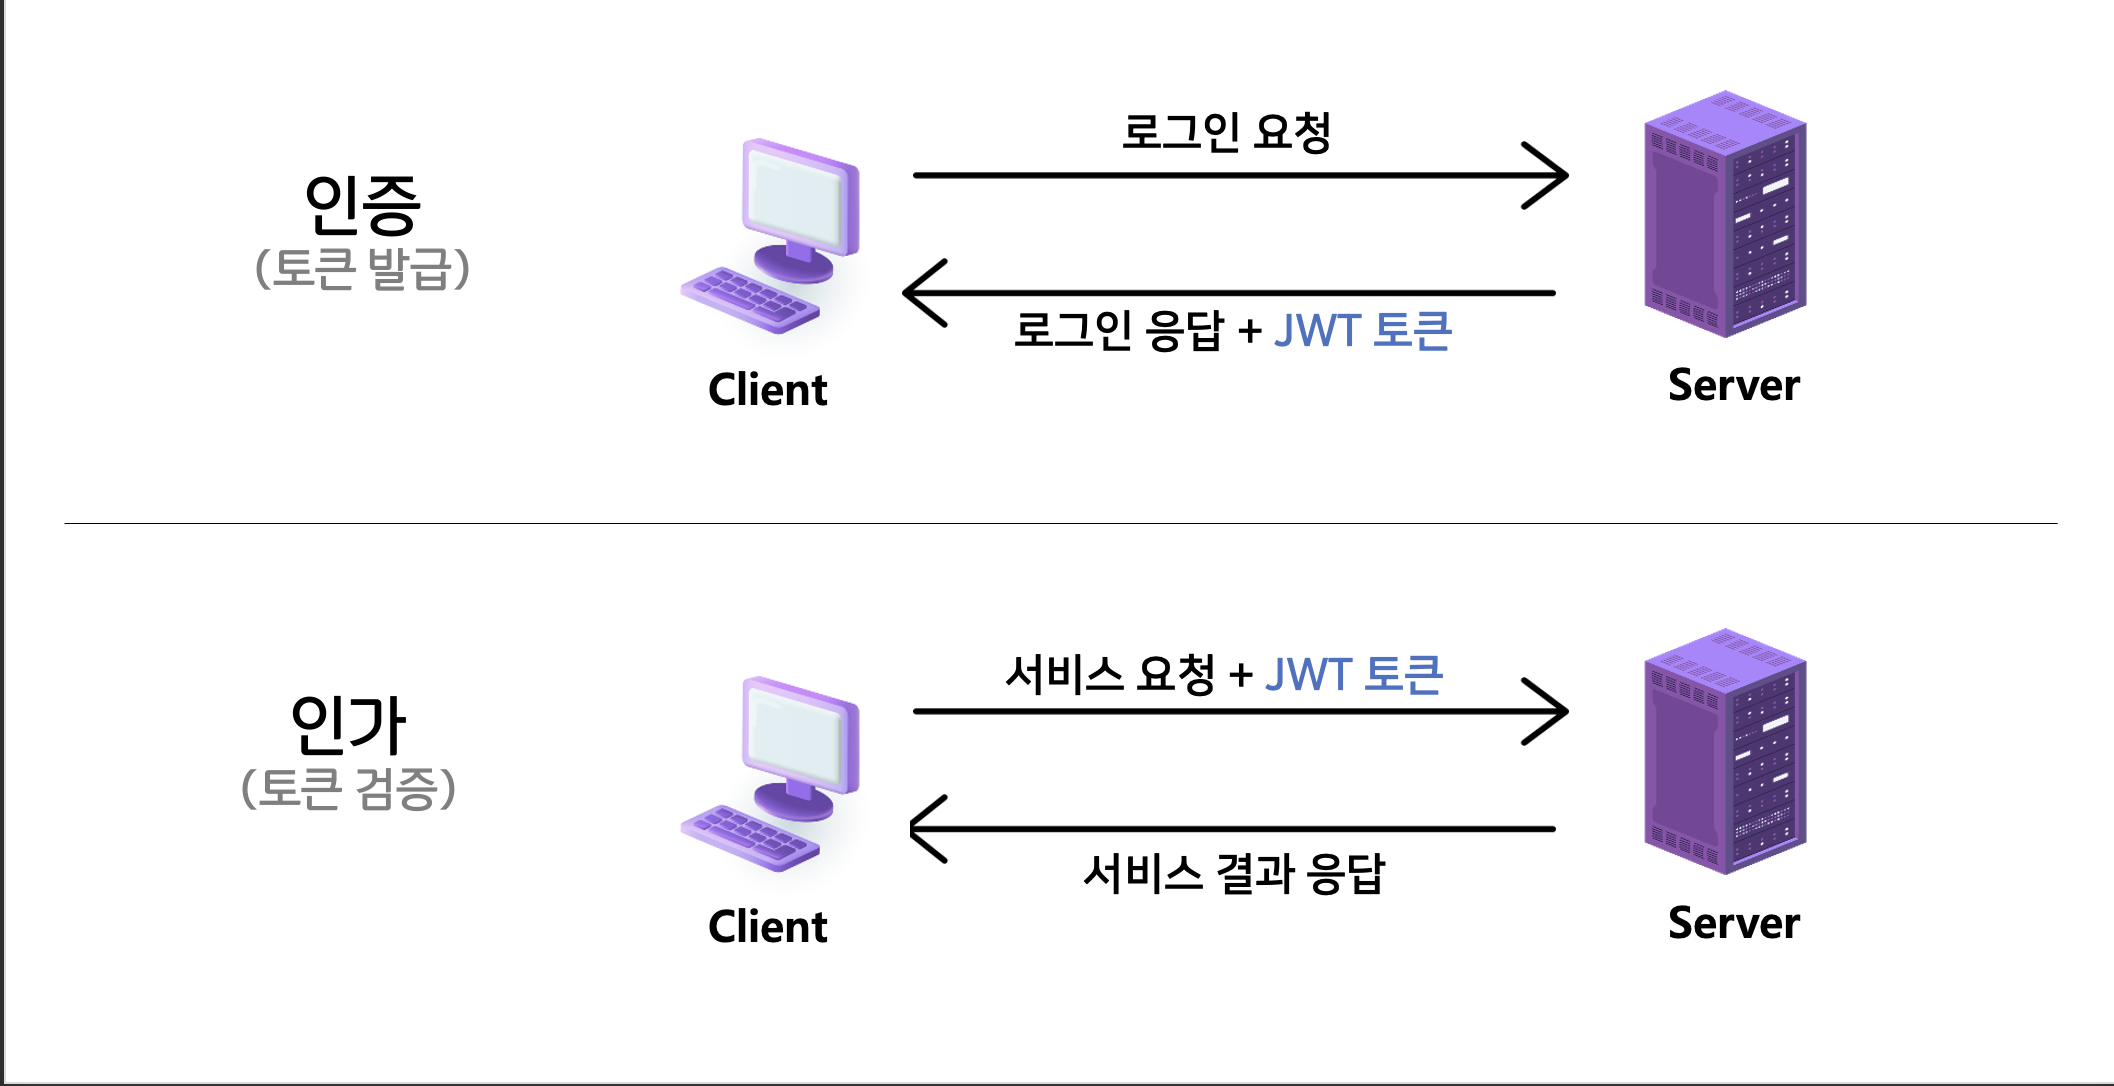 인증
(토큰 발급)
로그인 요청
로그인 응답 + JWT 토큰
Client
Server
인가
(토큰 검증)
서비스 요청 + JWT 토큰
서비스 결과 응답
Client
Server